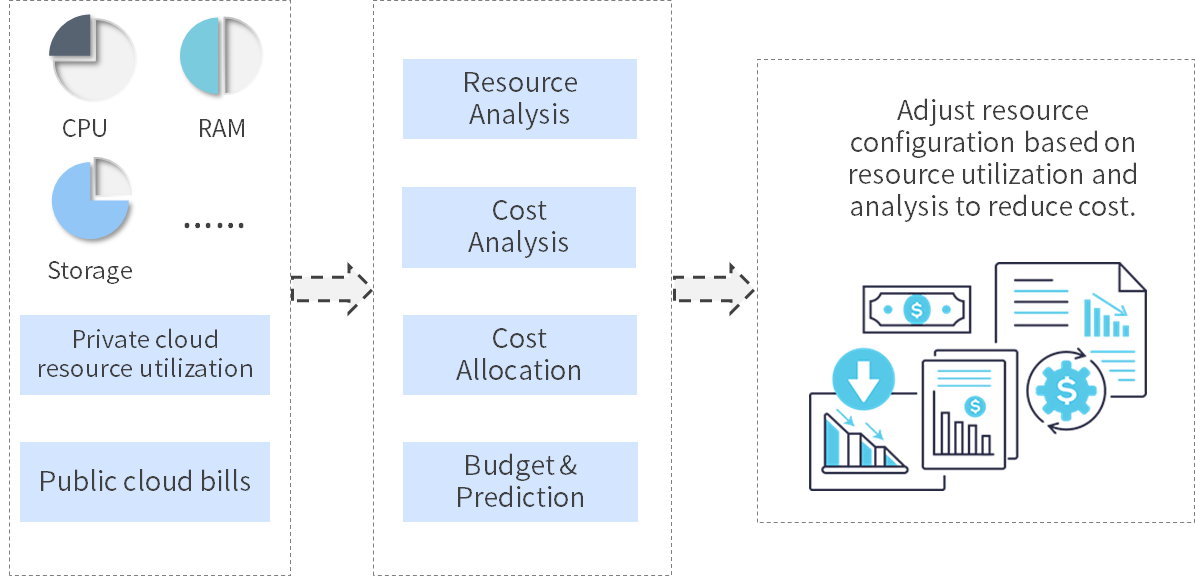 CPU
RAM
Storage
......
Private cloud
resource utilization
Public cloud bills
Resource
Analysis
Cost
Analysis
Cost
Allocation
Budget &
Prediction
Adjust resource
configuration based on
resource utilization and
analysis to reduce cost.
$
$
$